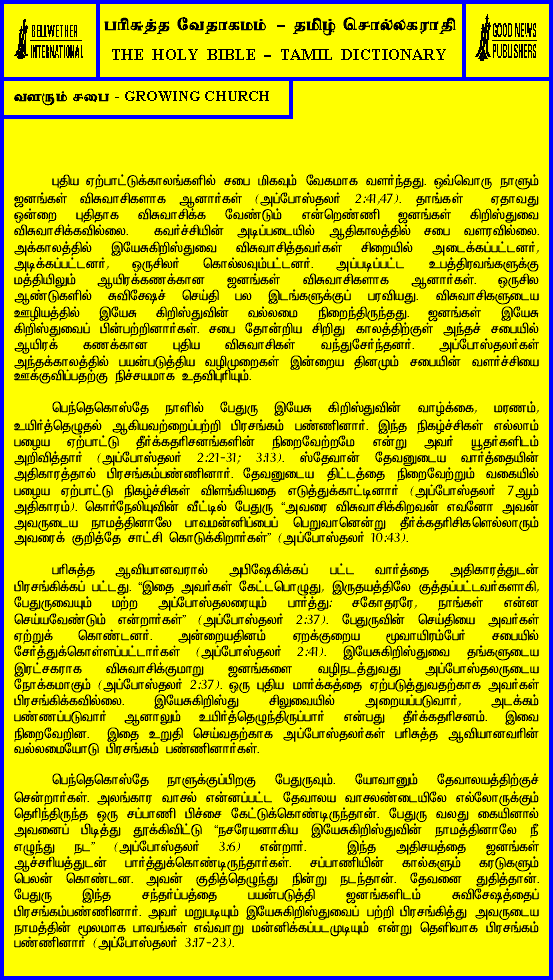 BELLWETHER
INTERNATIONAL
பரிசுத்த வேதாகமம் – தமிழ் சொல்லகராதி
THE HOLY BIBLE – TAMIL DICTIONARY
GOOD NEWS
PUBLISHERS
வளரும் சபை - GROWING CHURCH
புதிய ஏற்பாட்டுக்காலங்களில் சபை மிகவும் வேகமாக வளர்ந்தது. ஒவ்வொரு நாளும்
ஜனங்கள் விசுவாசிகளாக ஆனார்கள் (அப்போஸ்தலர் 2:41,47). தாங்கள் ஏதாவது
ஒன்றை புதிதாக விசுவாசிக்க வேண்டும் என்றெண்ணி ஜனங்கள் கிறிஸ்துவை
விசுவாசிக்கவில்லை. கவர்ச்சியின் அடிப்படையில் ஆதிகாலத்தில் சபை வளரவில்லை.
அக்காலத்தில் இயேசுகிறிஸ்துவை விசுவாசித்தவர்கள் சிறையில் அடைக்கப்பட்டனர்,
அடிக்கப்பட்டனர், ஒருசிலர் கொல்லவும்பட்டனர். அப்படிப்பட்ட உபத்திரவங்களுக்கு
மத்தியிலும் ஆயிரக்கணக்கான ஜனங்கள் விசுவாசிகளாக ஆனார்கள். ஒருசில
ஆண்டுகளில் சுவிசேஷச் செய்தி பல இடங்களுக்குப் பரவியது. விசுவாசிகளுடைய
ஊழியத்தில் இயேசு கிறிஸ்துவின் வல்லமை நிறைந்திருந்தது. ஜனங்கள் இயேசு
கிறிஸ்துவைப் பின்பற்றினார்கள். சபை தோன்றிய சிறிது காலத்திற்குள் அந்தச் சபையில்
ஆயிரக் கணக்கான புதிய விசுவாசிகள் வந்துசேர்ந்தனர். அப்போஸ்தலர்கள்
அந்தக்காலத்தில் பயன்படுத்திய வழிமுறைகள் இன்றைய தினமும் சபையின் வளர்ச்சியை
ஊக்குவிப்பதற்கு நிச்சயமாக உதவிபுரியும்.
பெந்தெகொஸ்தே நாளில் பேதுரு இயேசு கிறிஸ்துவின் வாழ்க்கை, மரணம்,
உயிர்த்தெழுதல் ஆகியவற்றைப்பற்றி பிரசங்கம் பண்ணினார். இந்த நிகழ்ச்சிகள் எல்லாம்
பழைய ஏற்பாட்டு தீர்க்கதரிசனங்களின் நிறைவேற்றமே என்று அவர் யூதர்களிடம்
அறிவித்தார் (அப்போஸ்தலர் 2:21-31; 3:13). ஸ்தேவான் தேவனுடைய வார்த்தையின்
அதிகாரத்தால் பிரசங்கம்பண்ணினார். தேவனுடைய திட்டத்தை நிறைவேற்றும் வகையில்
பழைய ஏற்பாட்டு நிகழ்ச்சிகள் விளங்கியதை எடுத்துக்காட்டினார் (அப்போஸ்தலர் 7ஆம்
அதிகாரம்). கொர்நேலியுவின் வீட்டில் பேதுரு “அவரை விசுவாசிக்கிறவன் எவனோ அவன்
அவருடைய நாமத்தினாலே பாவமன்னிப்பைப் பெறுவானென்று தீர்க்கதரிசிகளெல்லாரும்
அவரைக் குறித்தே சாட்சி கொடுக்கிறார்கள்” (அப்போஸ்தலர் 10:43).
பரிசுத்த ஆவியானவரால் அபிஷேகிக்கப் பட்ட வார்த்தை அதிகாரத்துடன்
பிரசங்கிக்கப் பட்டது. “இதை அவர்கள் கேட்டபொழுது, இருதயத்திலே குத்தப்பட்டவர்களாகி,
பேதுருவையும் மற்ற அப்போஸ்தலரையும் பார்த்து: சகோதரரே, நாங்கள் என்ன
செய்யவேண்டும் என்றார்கள்” (அப்போஸ்தலர் 2:37). பேதுருவின் செய்தியை அவர்கள்
ஏற்றுக் கொண்டனர். அன்றையதினம் ஏறக்குறைய மூவாயிரம்பேர் சபையில்
சேர்த்துக்கொள்ளப்பட்டார்கள் (அப்போஸ்தலர் 2:41). இயேசுகிறிஸ்துவை தங்களுடைய
இரட்சகராக விசுவாசிக்குமாறு ஜனங்களை வழிநடத்துவது அப்போஸ்தலருடைய
நோக்கமாகும் (அப்போஸ்தலர் 2:37). ஒரு புதிய மார்க்கத்தை ஏற்படுத்துவதற்காக அவர்கள்
பிரசங்கிக்கவில்லை. இயேசுகிறிஸ்து சிலுவையில் அறையப்படுவார், அடக்கம்
பண்ணப்படுவார் ஆனாலும் உயிர்த்தெழுந்திருப்பார் என்பது தீர்க்கதரிசனம். இவை
நிறைவேறின. இதை உறுதி செய்வதற்காக அப்போஸ்தலர்கள் பரிசுத்த ஆவியானவரின்
வல்லமையோடு பிரசங்கம் பண்ணினார்கள்.
பெந்தெகொஸ்தே நாளுக்குப்பிறகு பேதுருவும். யோவானும் தேவாலயத்திற்குச்
சென்றார்கள். அலங்கார வாசல் என்னப்பட்ட தேவாலய வாசலண்டையிலே எல்லோருக்கும்
தெரிந்திருந்த ஒரு சப்பாணி பிச்சை கேட்டுக்கொண்டிருந்தான். பேதுரு வலது கையினால்
அவனைப் பிடித்து தூக்கிவிட்டு “நசரேயனாகிய இயேசுகிறிஸ்துவின் நாமத்தினாலே நீ
எழுந்து நட” (அப்போஸ்தலர் 3:6) என்றார். இந்த அதிசயத்தை ஜனங்கள்
ஆச்சரியத்துடன் பார்த்துக்கொண்டிருந்தார்கள். சப்பாணியின் கால்களும் கரடுகளும்
பெலன் கொண்டன. அவன் குதித்தெழுந்து நின்று நடந்தான். தேவனை துதித்தான்.
பேதுரு இந்த சந்தர்ப்பத்தை பயன்படுத்தி ஜனங்களிடம் சுவிசேஷத்தைப்
பிரசங்கம்பண்ணினார். அவர் மறுபடியும் இயேசுகிறிஸ்துவைப் பற்றி பிரசங்கித்து அவருடைய
நாமத்தின் மூலமாக பாவங்கள் எவ்வாறு மன்னிக்கப்படமுடியும் என்று தெளிவாக பிரசங்கம்
பண்ணினார் (அப்போஸ்தலர் 3:17-23).